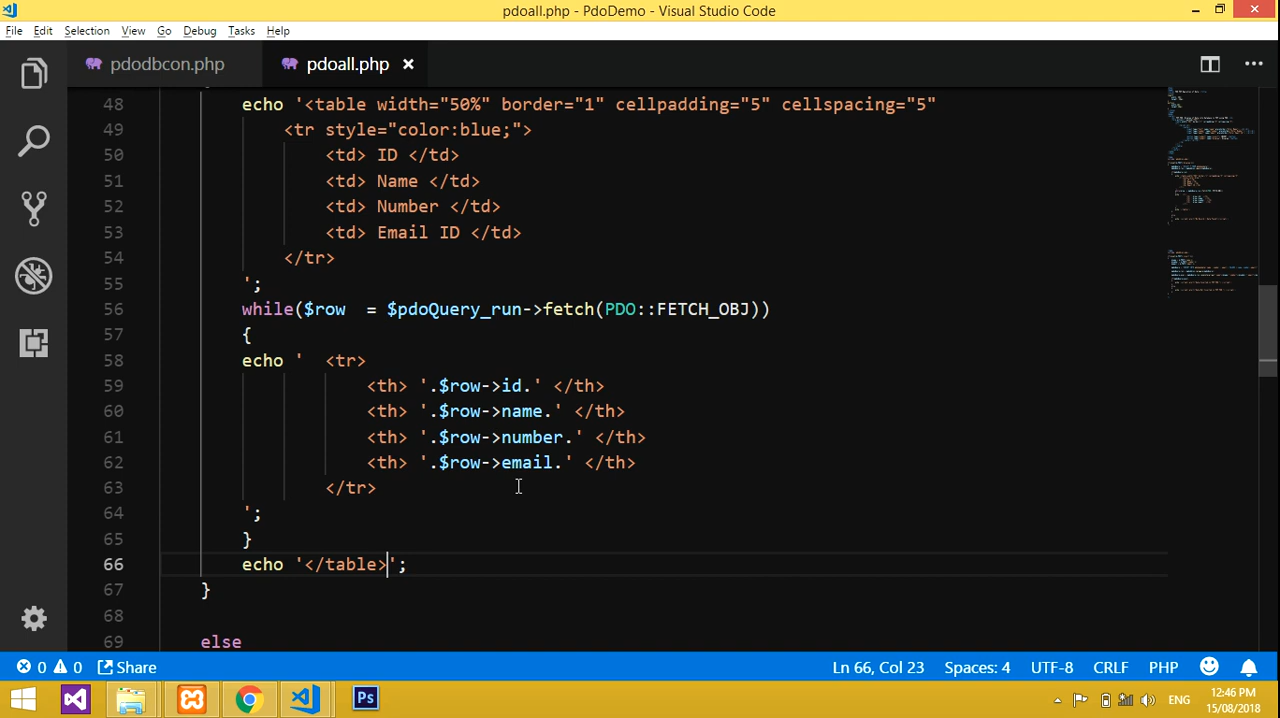 pdoall.php - PdoDemo - Visual Studio Code
File Edit Selection View Go Debug Tasks Help
pdodbcon.php pdoall.php
48 echo '<table width="50%" border="1" cellpadding="5" cellspacing="5"
49 <tr style="color:blue;">
50 <td> ID </td>
51 <td> Name </td>
52 <td> Number </td>
53 <td> Email ID </td>
54 </tr>
55 ';
56 while($row  = $pdoQuery_run->fetch(PDO::FETCH_OBJ))
57 {
58 echo '  <tr>
59 <th> '.$row->id.' </th>
60 <th> '.$row->name.' </th>
61 <th> '.$row->number.' </th>
62 <th> '.$row->email.' </th>
63 </tr>
64 ';
65 }
66 echo '</table>';
67 }
68
69 else
0 0 Share Ln 66, Col 23 Spaces: 4 UTF-8 CRLF PHP
Ps ENG 12:46 PM
15/08/2018